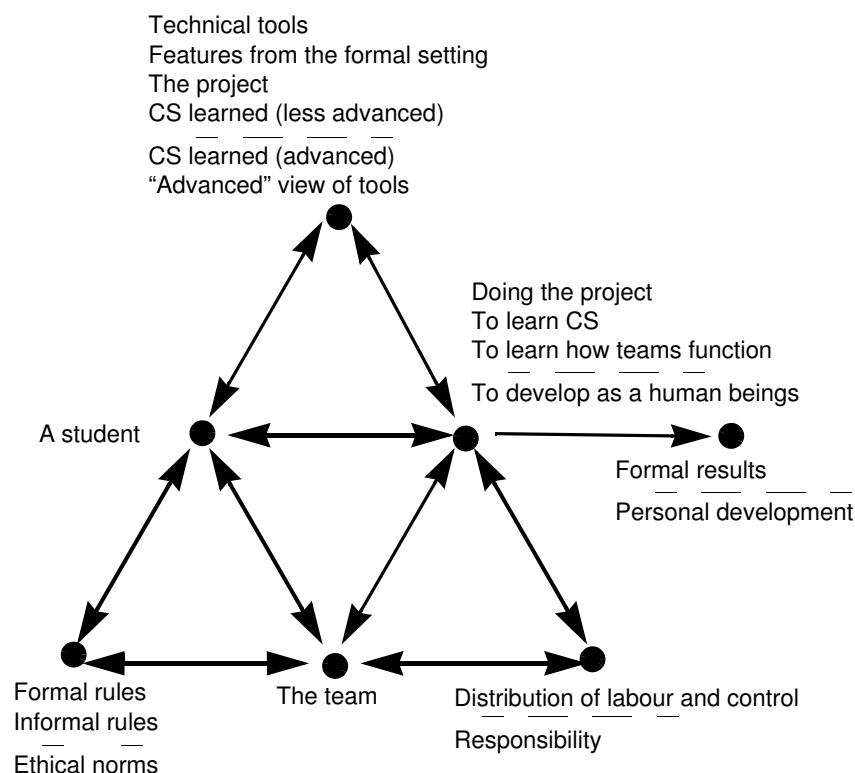 Technical tools
Features from the formal setting
The project
CS learned (less advanced)
CS learned (advanced)
“Advanced” view of tools
Doing the project
To learn CS
To learn how teams function
To develop as a human beings
A student
Formal results
Personal development
Formal rules
Informal rules
Ethical norms
The team
Distribution of labour and control
Responsibility